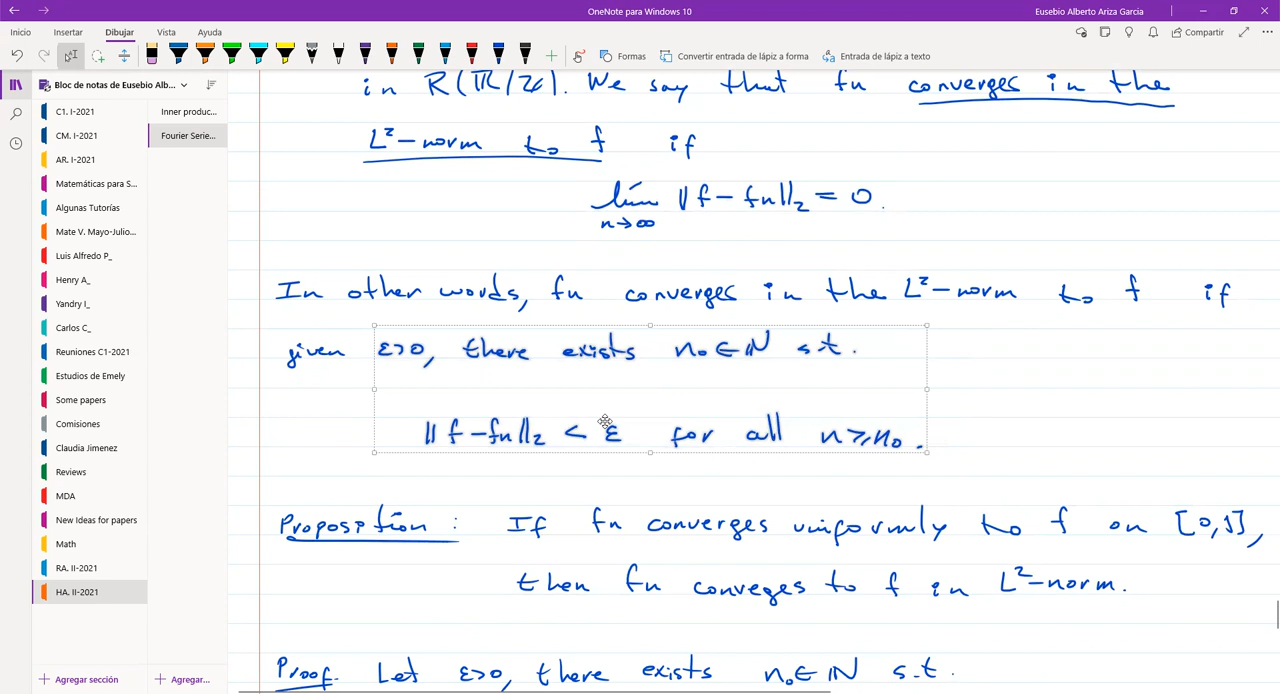 OneNote para Windows 10
Eusebio Alberto Ariza Garcia
Inicio Insertar Dibujar Vista Ayuda
Compartir
Formas Convertir entrada de lápiz a forma Entrada de lápiz a texto
Bloc de notas de Eusebio Alb...
C1. I-2021
CM. I-2021
AR. I-2021
Matemáticas para S...
Algunas Tutorías
Mate V. Mayo-Julio...
Luis Alfredo P_
Henry A_
Yandry I_
Carlos C_
Reuniones C1-2021
Estudios de Emely
Some papers
Comisiones
Claudia Jimenez
Reviews
MDA
New Ideas for papers
Math
RA. II-2021
HA. II-2021
Agregar sección
Inner produc...
Fourier Serie...
Agregar...
in R(ℝ/ℤ). We say that fn converges in the
L²-norm to f if
lím ‖f - fn‖₂ = 0.
n→∞
In other words, fn converges in the L²-norm to f if
given ε>0, there exists n₀∈ℕ s.t.
‖f-fn‖₂ < ε for all n≥n₀.
Proposition: If fn converges uniformly to f on [0,1],
then fn conveges to f in L²-norm.
Proof. Let ε>0, there exists n₀∈ℕ s.t.